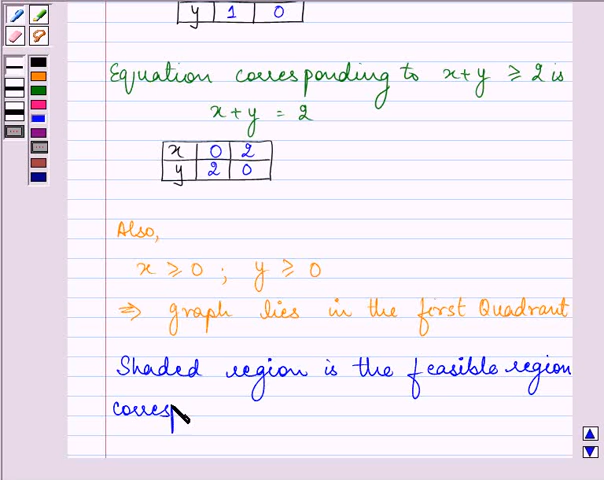 y 1 0
Equation corresponding to x+y ⩾ 2 is
x+y = 2
x 0 2
y 2 0
Also,
x ⩾ 0 ; y ⩾ 0
⇒ graph lies in the first Quadrant
Shaded region is the feasible region
corresp